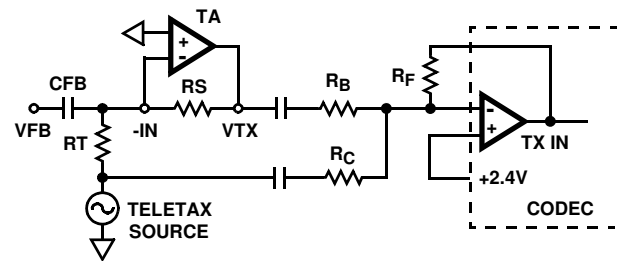 TA
+
-
CFB
RS
RB
RF
VFB
RT
-IN
VTX
-
+
TX IN
RC
+2.4V
TELETAX
SOURCE
CODEC